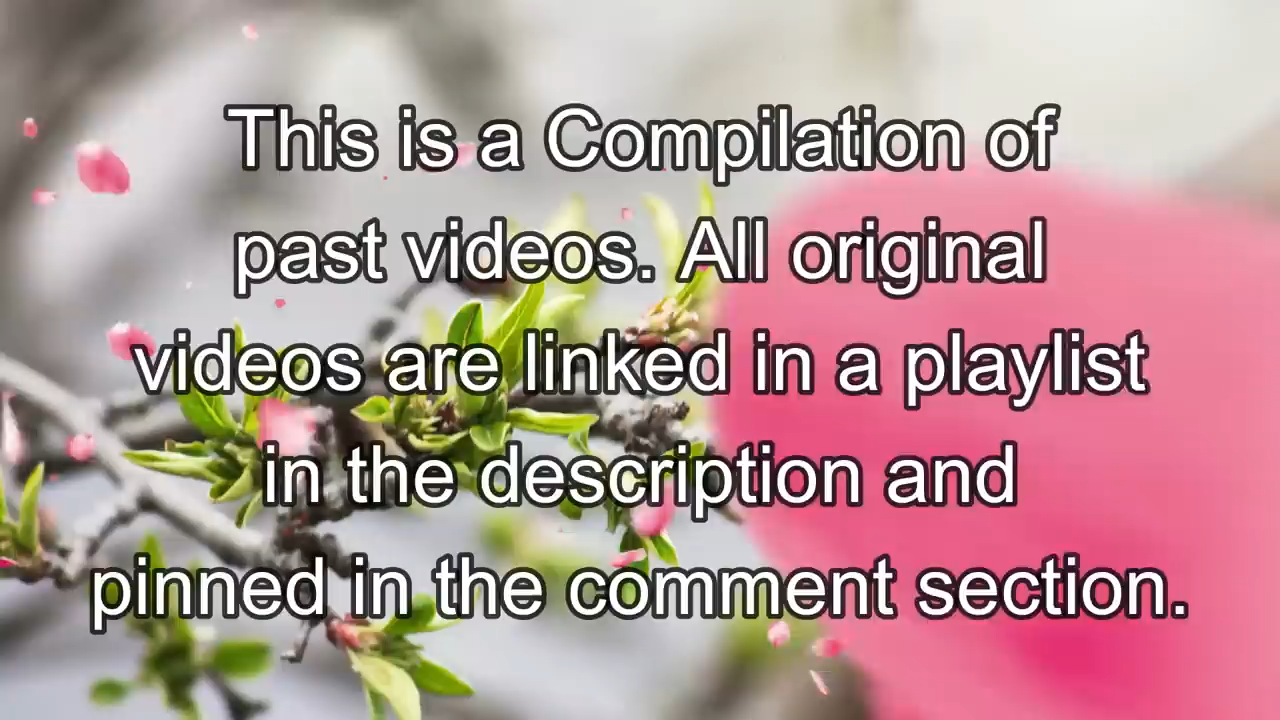 This is a Compilation of
past videos. All original
videos are linked in a playlist
in the description and
pinned in the comment section.